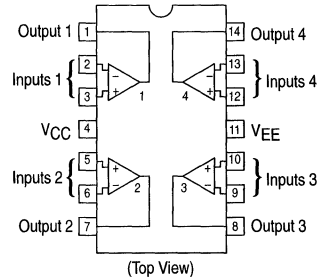 Output 1 1 14 Output 4
2 − − 13
Inputs 1 { } Inputs 4
3 + 1 4 + 12
VCC 4 11 VEE
5 + + 10
Inputs 2 { } Inputs 3
6 − 2 3 − 9
Output 2 7 8 Output 3
(Top View)